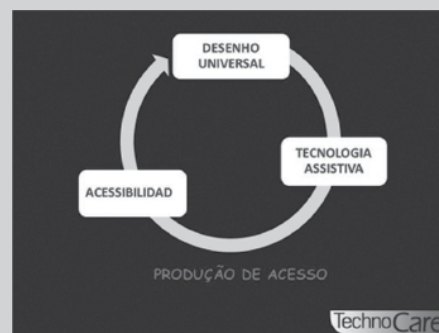 DESENHO
UNIVERSAL
TECNOLOGIA
ASSISTIVA
ACESSIBILIDAD
PRODUÇÃO DE ACESSO
TechnoCare